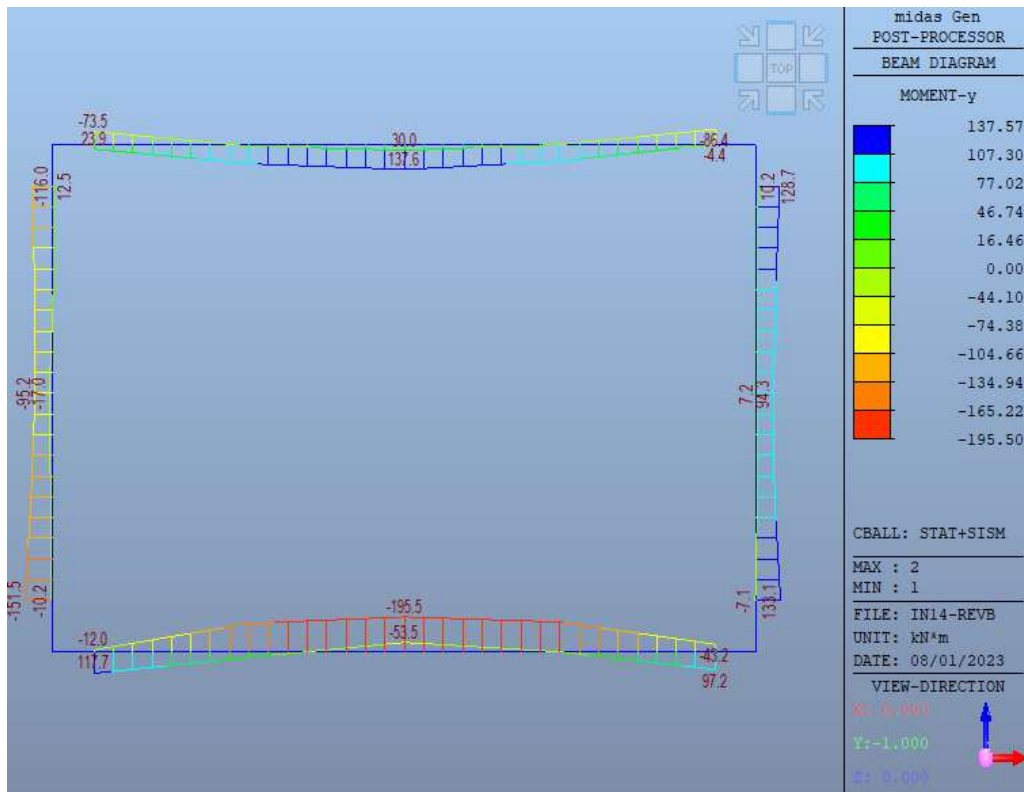 midas Gen
POST-PROCESSOR
BEAM DIAGRAM
MOMENT-y
137.57
107.30
77.02
46.74
16.46
0.00
-44.10
-74.38
-104.66
-134.94
-165.22
-195.50
CBALL: STAT+SISM
MAX : 2
MIN : 1
FILE: IN14-REVB
UNIT: kN*m
DATE: 08/01/2023
VIEW-DIRECTION
X: 0.000
Y:-1.000
Z: 0.000
TOP
-73.5
23.9
30.0
137.6
-86.4
-4.4
-116.0
12.5
10.2
128.7
-95.2
-17.0
7.2
94.3
-151.5
-10.2
-7.1
133.1
-12.0
117.7
-195.5
-53.5
-43.2
97.2